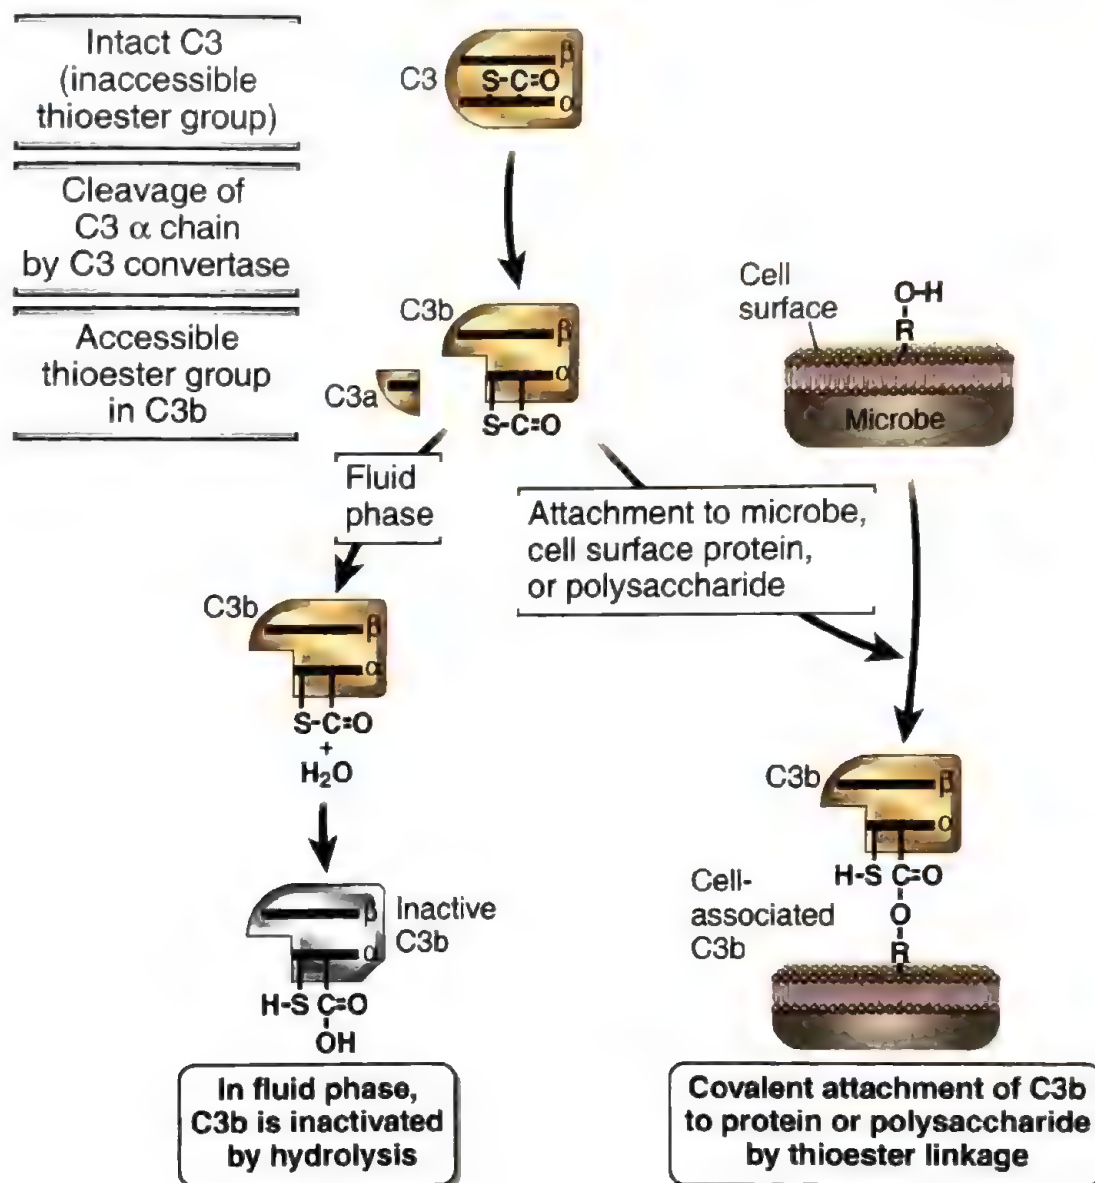 Intact C3
(inaccessible
thioester group)
Cleavage of
C3 α chain
by C3 convertase
Accessible
thioester group
in C3b
C3
β
S-C=O
α
C3b
β
α
C3a
S-C=O
Cell
surface
O-H
R
Microbe
Fluid
phase
Attachment to microbe,
cell surface protein,
or polysaccharide
C3b
β
α
S-C=O
+
H₂O
Inactive
C3b
β
α
H-S C=O
OH
In fluid phase,
C3b is inactivated
by hydrolysis
C3b
β
α
H-S C=O
O
R
Cell-
associated
C3b
Covalent attachment of C3b
to protein or polysaccharide
by thioester linkage